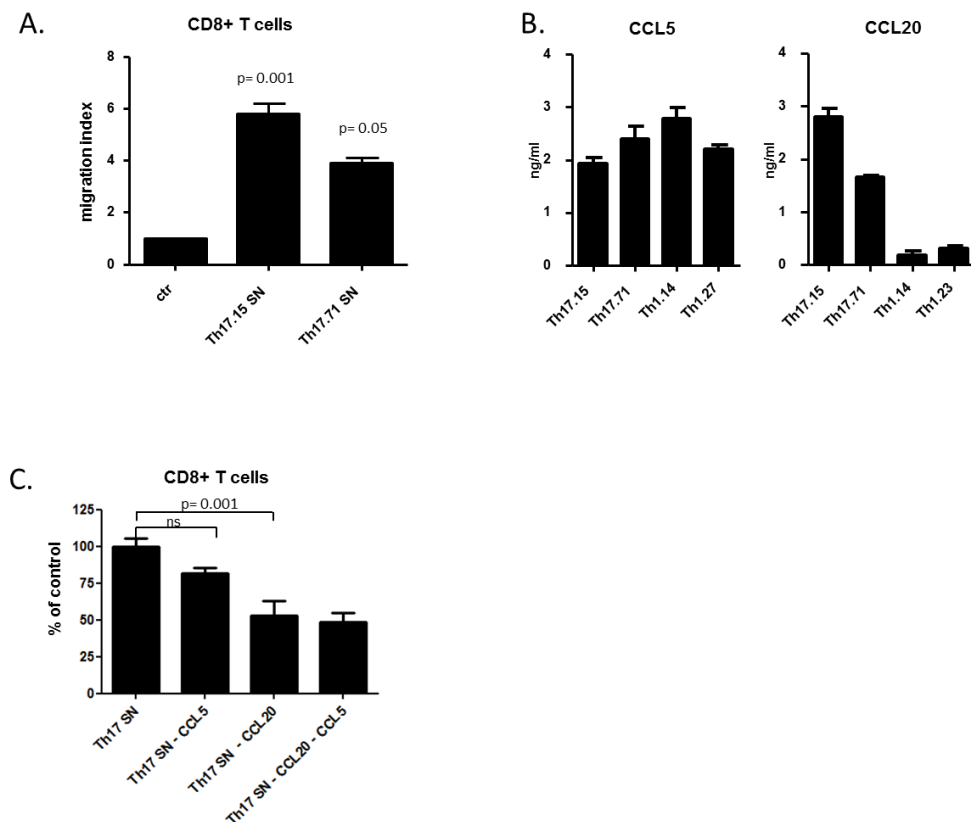 A.
CD8+ T cells
8
6
4
2
0
migration index
p= 0.001
p= 0.05
ctr
Th17.15 SN
Th17.71 SN
B.
CCL5
4
3
2
1
0
ng/ml
Th17.15
Th17.71
Th1.14
Th1.27
CCL20
4
3
2
1
0
ng/ml
Th17.15
Th17.71
Th1.14
Th1.23
C.
CD8+ T cells
p= 0.001
ns
125
100
75
50
25
0
% of control
Th17 SN
Th17 SN - CCL5
Th17 SN - CCL20
Th17 SN - CCL20 - CCL5